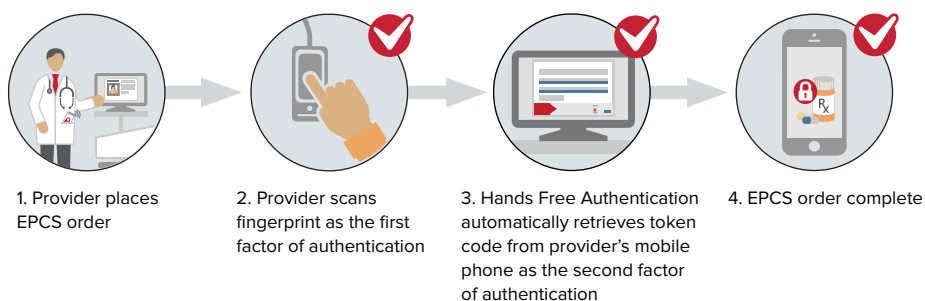 Rx
1. Provider places
EPCS order
2. Provider scans
fingerprint as the first
factor of authentication
3. Hands Free Authentication
automatically retrieves token
code from provider’s mobile
phone as the second factor
of authentication
4. EPCS order complete